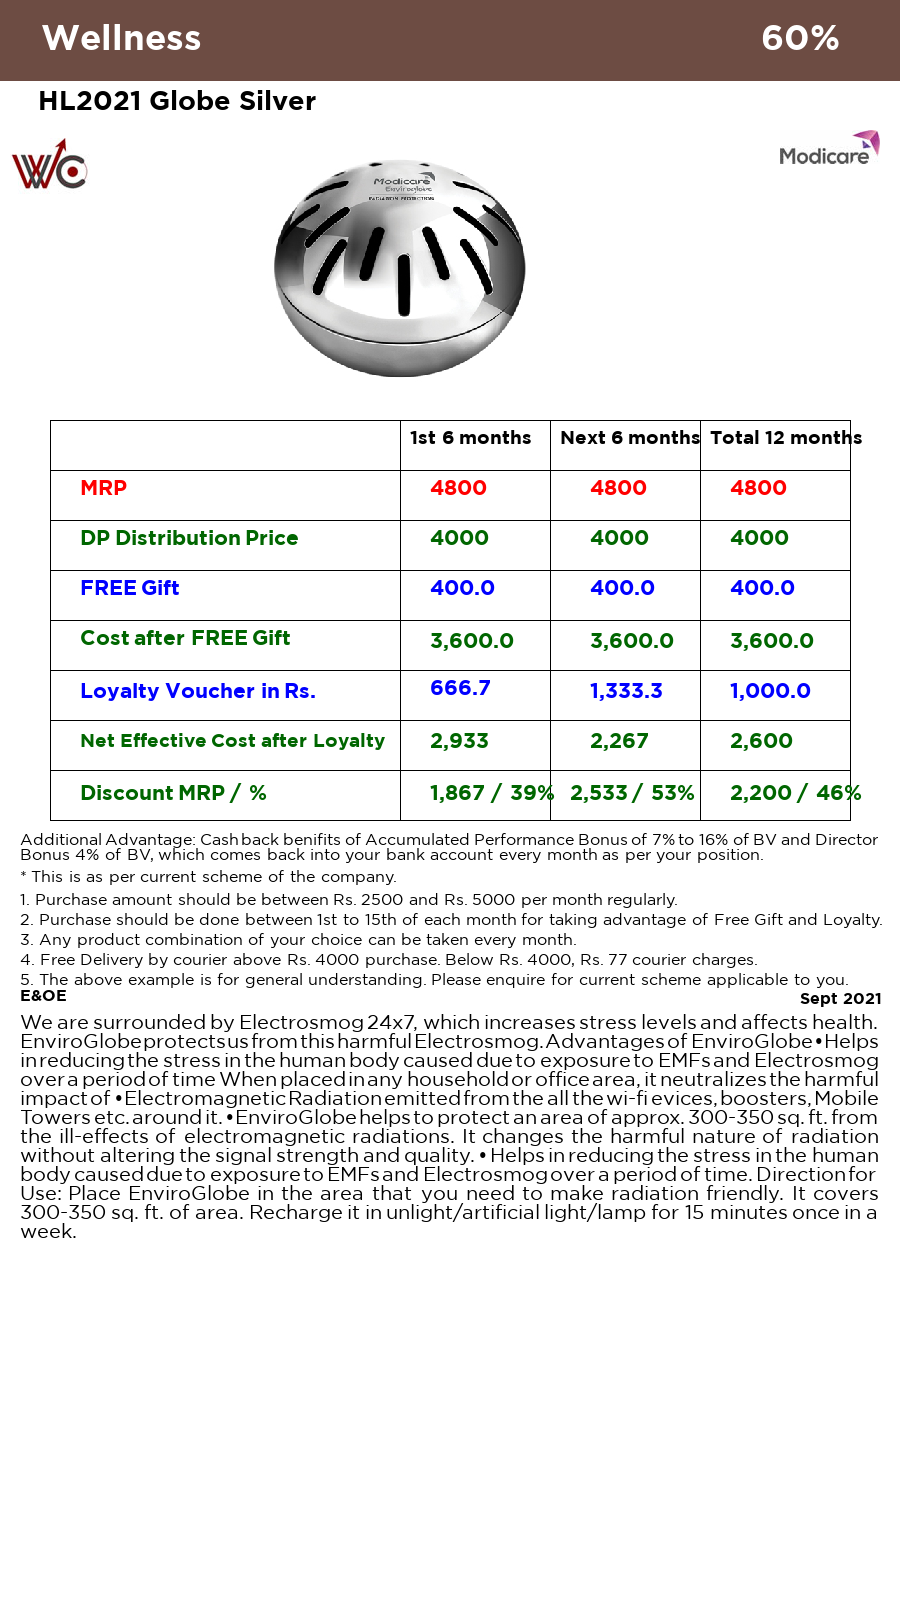 Wellness 60%
HL2021 Globe Silver
WC
Modicare
Modicare
Enviroglobe
RADIATION PROTECTION
1st 6 months Next 6 months Total 12 months
MRP 4800 4800 4800
DP Distribution Price 4000 4000 4000
FREE Gift 400.0 400.0 400.0
Cost after FREE Gift 3,600.0 3,600.0 3,600.0
Loyalty Voucher in Rs. 666.7 1,333.3 1,000.0
Net Effective Cost after Loyalty 2,933 2,267 2,600
Discount MRP / % 1,867 / 39% 2,533 / 53% 2,200 / 46%
Additional Advantage: Cashback benifits of Accumulated Performance Bonus of 7% to 16% of BV and Director
Bonus 4% of BV, which comes back into your bank account every month as per your position.
* This is as per current scheme of the company.
1. Purchase amount should be between Rs. 2500 and Rs. 5000 per month regularly.
2. Purchase should be done between 1st to 15th of each month for taking advantage of Free Gift and Loyalty.
3. Any product combination of your choice can be taken every month.
4. Free Delivery by courier above Rs. 4000 purchase. Below Rs. 4000, Rs. 77 courier charges.
5. The above example is for general understanding. Please enquire for current scheme applicable to you.
E&OE Sept 2021
We are surrounded by Electrosmog 24x7, which increases stress levels and affects health.
EnviroGlobe protects us from this harmful Electrosmog. Advantages of EnviroGlobe • Helps
in reducing the stress in the human body caused due to exposure to EMFs and Electrosmog
over a period of time When placed in any household or office area, it neutralizes the harmful
impact of • Electromagnetic Radiation emitted from the all the wi-fi evices, boosters, Mobile
Towers etc. around it. • EnviroGlobe helps to protect an area of approx. 300-350 sq. ft. from
the ill-effects of electromagnetic radiations. It changes the harmful nature of radiation
without altering the signal strength and quality. • Helps in reducing the stress in the human
body caused due to exposure to EMFs and Electrosmog over a period of time. Direction for
Use: Place EnviroGlobe in the area that you need to make radiation friendly. It covers
300-350 sq. ft. of area. Recharge it in unlight/artificial light/lamp for 15 minutes once in a
week.